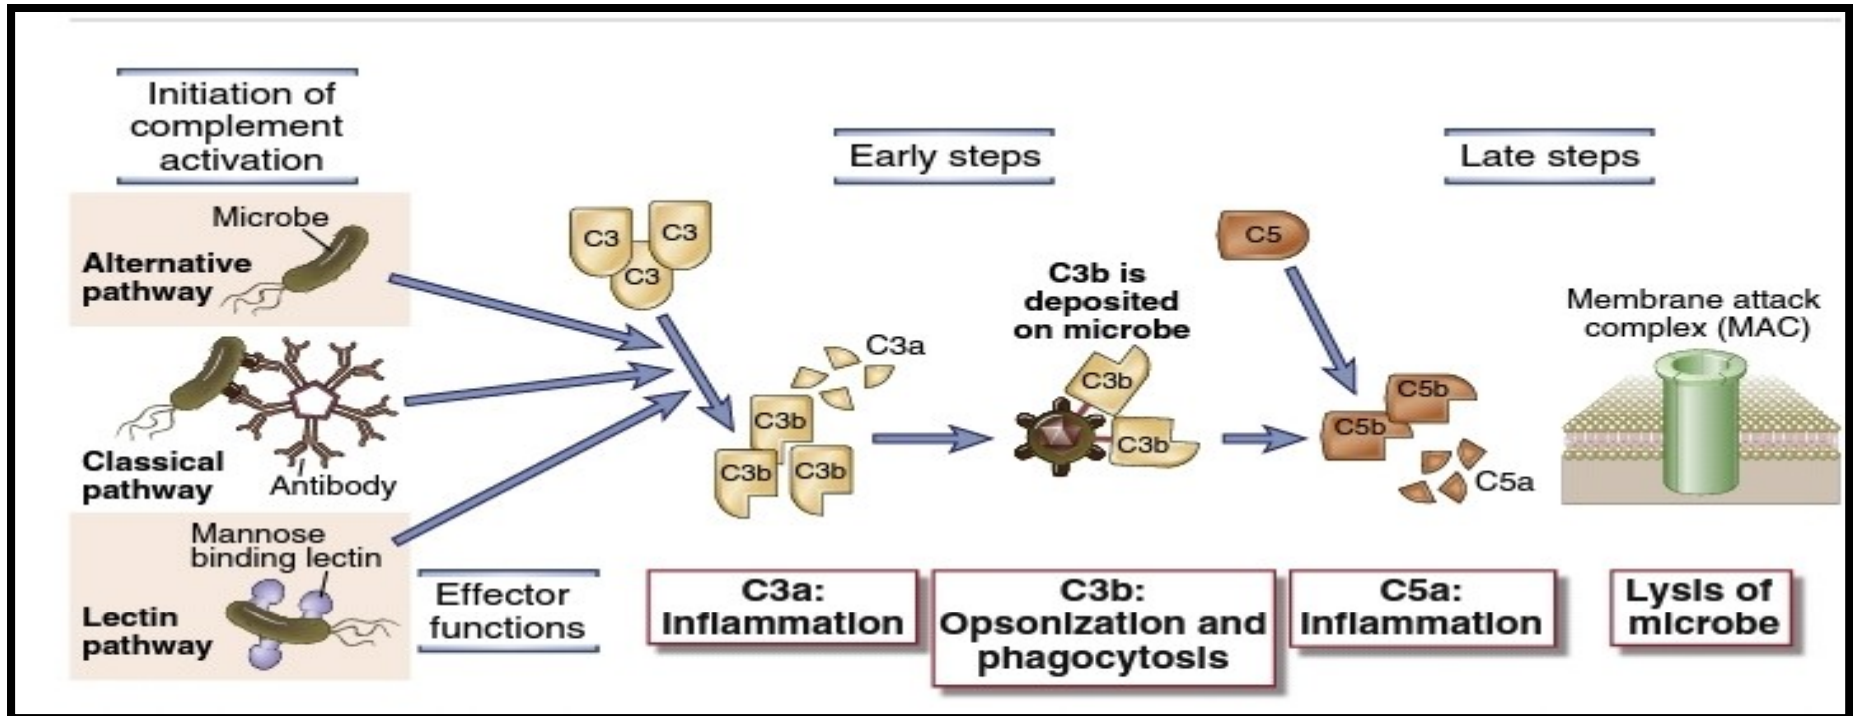 Initiation of
complement
activation
Early steps
Late steps
Microbe
Alternative
pathway
C3
C3
C3
C5
C3b is
deposited
on microbe
Membrane attack
complex (MAC)
C3a
C3b
C3b
C3b
C3b
C3b
C5b
C5b
C5a
Classical
pathway
Antibody
Mannose
binding lectin
Lectin
pathway
Effector
functions
C3a:
Inflammation
C3b:
Opsonization and
phagocytosis
C5a:
Inflammation
Lysis of
microbe